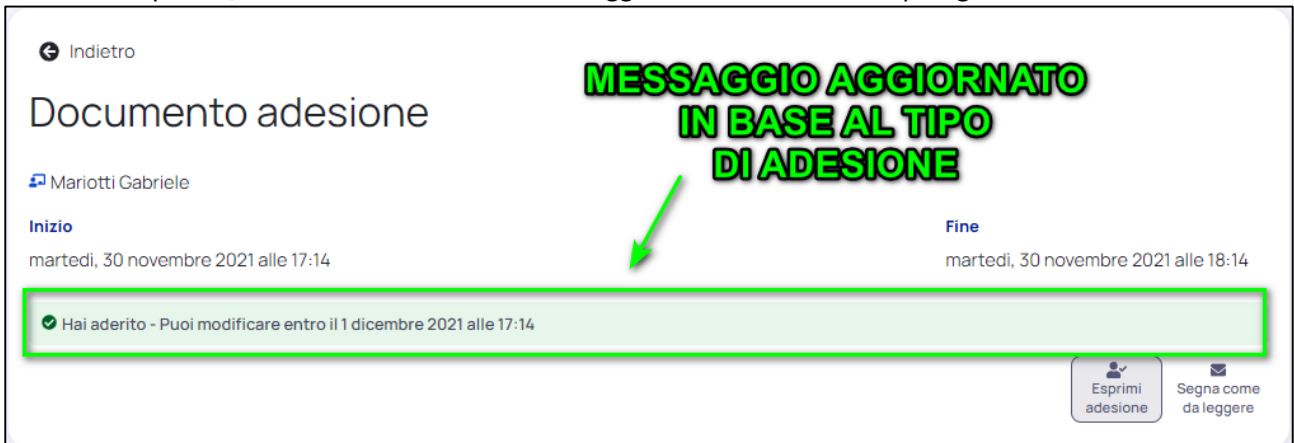 Indietro
MESSAGGIO AGGIORNATO
IN BASE AL TIPO
DI ADESIONE
Documento adesione
Mariotti Gabriele
Inizio
martedì, 30 novembre 2021 alle 17:14
Fine
martedì, 30 novembre 2021 alle 18:14
Hai aderito - Puoi modificare entro il 1 dicembre 2021 alle 17:14
Esprimi
adesione
Segna come
da leggere